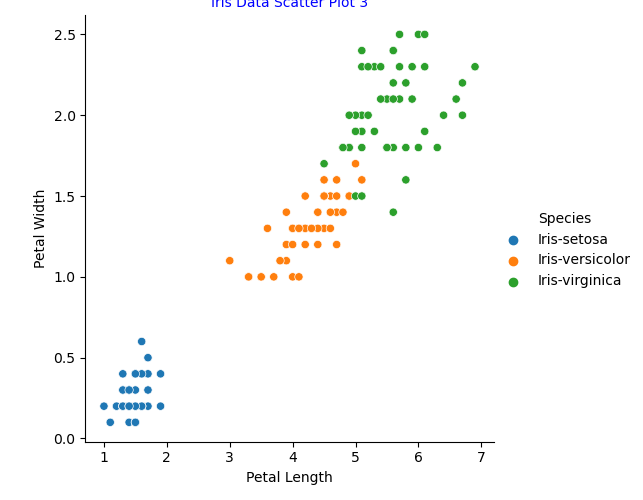 Iris Data Scatter Plot 3
2.5
2.0
1.5
1.0
0.5
0.0
Petal Width
1 2 3 4 5 6 7
Petal Length
Species
Iris-setosa
Iris-versicolor
Iris-virginica